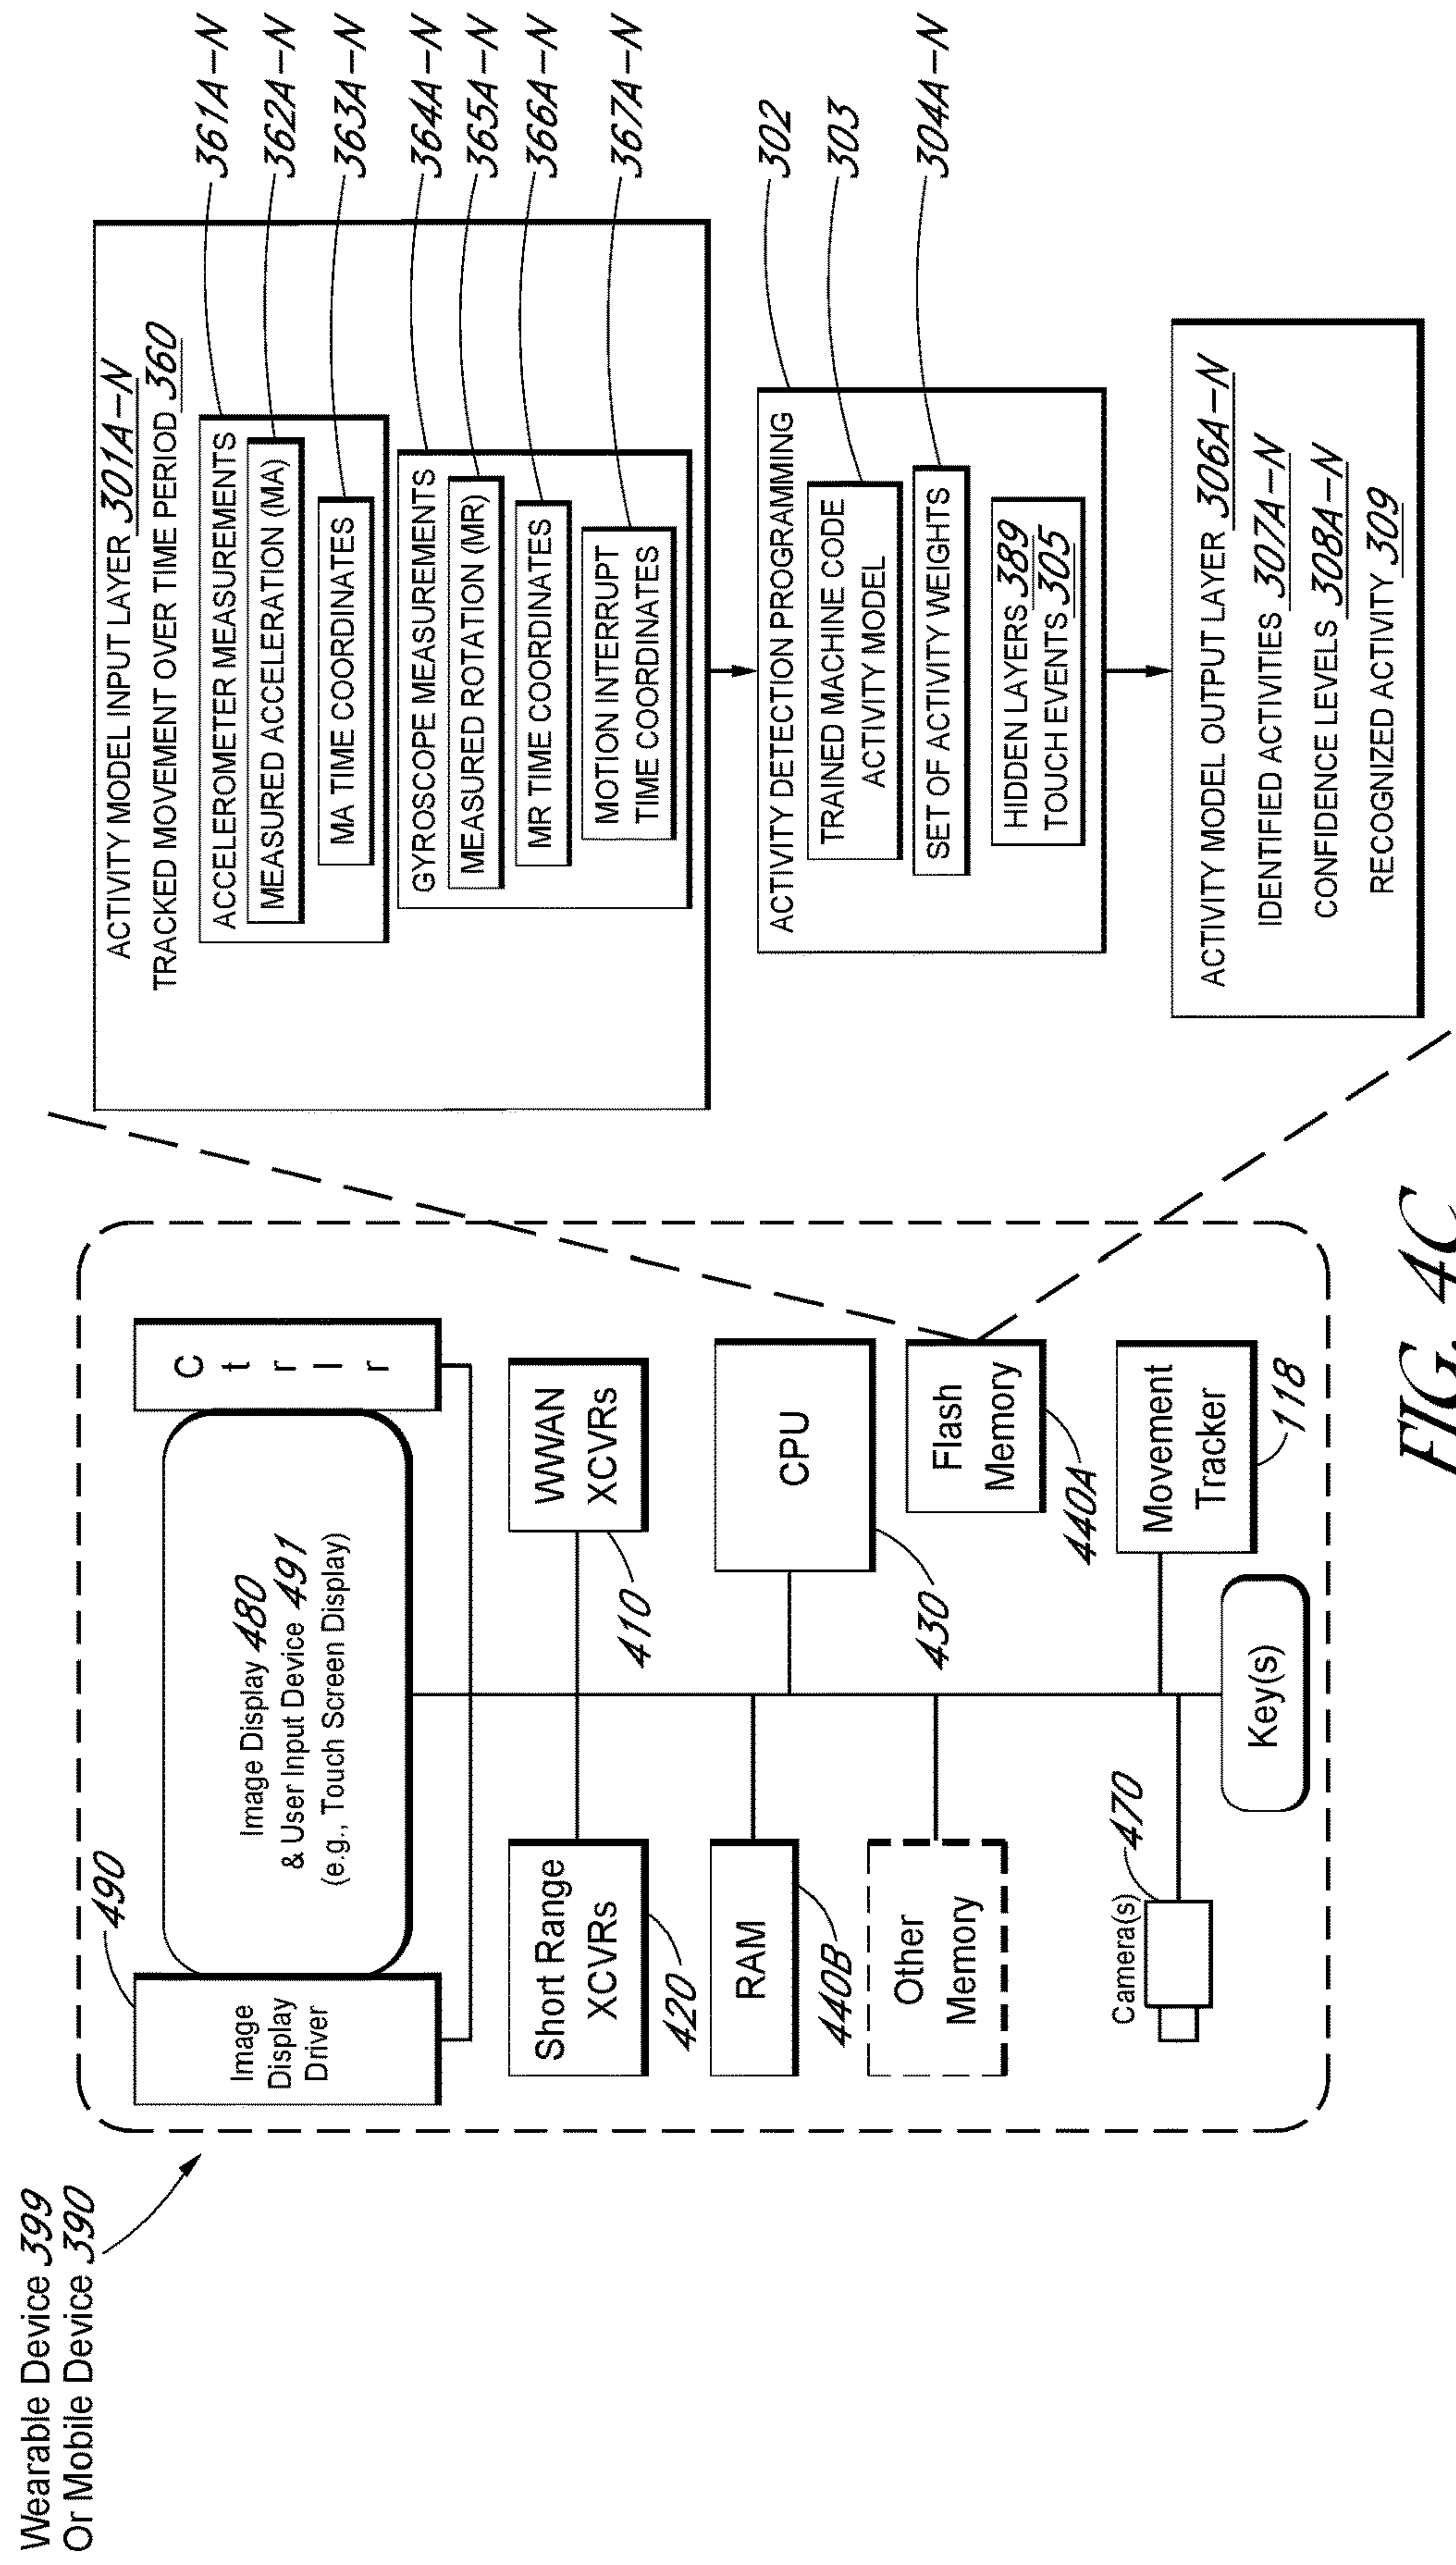 Wearable Device 399
Or Mobile Device 390
490
Image
Display
Driver
Image Display 480
& User Input Device 491
(e.g., Touch Screen Display)
C
t
r
l
r
Short Range
XCVRs
420
WWAN
XCVRs
410
RAM
440B
CPU
430
Other
Memory
Flash
Memory
440A
Camera(s)
470
Movement
Tracker
118
Key(s)
ACTIVITY MODEL INPUT LAYER 301A-N
TRACKED MOVEMENT OVER TIME PERIOD 360
ACCELEROMETER MEASUREMENTS
361A-N
MEASURED ACCELERATION (MA)
362A-N
MA TIME COORDINATES
363A-N
GYROSCOPE MEASUREMENTS
364A-N
MEASURED ROTATION (MR)
365A-N
MR TIME COORDINATES
366A-N
MOTION INTERRUPT
TIME COORDINATES
367A-N
ACTIVITY DETECTION PROGRAMMING
302
TRAINED MACHINE CODE
ACTIVITY MODEL
303
SET OF ACTIVITY WEIGHTS
304A-N
HIDDEN LAYERS 389
TOUCH EVENTS 305
ACTIVITY MODEL OUTPUT LAYER 306A-N
IDENTIFIED ACTIVITIES 307A-N
CONFIDENCE LEVELS 308A-N
RECOGNIZED ACTIVITY 309
FIG. 4C